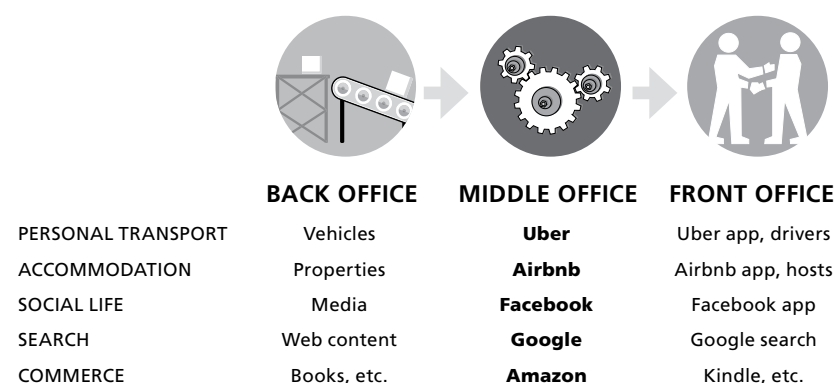 BACK OFFICE MIDDLE OFFICE FRONT OFFICE
PERSONAL TRANSPORT Vehicles Uber Uber app, drivers
ACCOMMODATION Properties Airbnb Airbnb app, hosts
SOCIAL LIFE Media Facebook Facebook app
SEARCH Web content Google Google search
COMMERCE Books, etc. Amazon Kindle, etc.